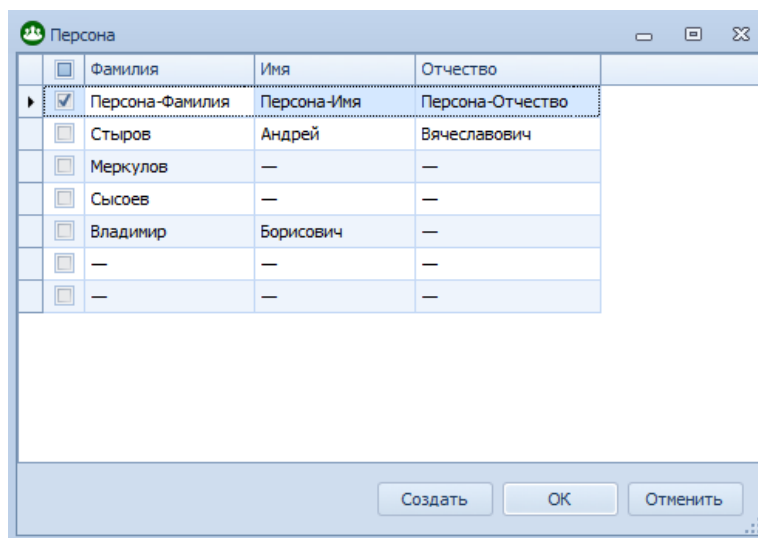 Персона
Фамилия Имя Отчество
Персона-Фамилия Персона-Имя Персона-Отчество
Стыров Андрей Вячеславович
Меркулов — —
Сысоев — —
Владимир Борисович —
— — —
— — —
Создать ОК Отменить